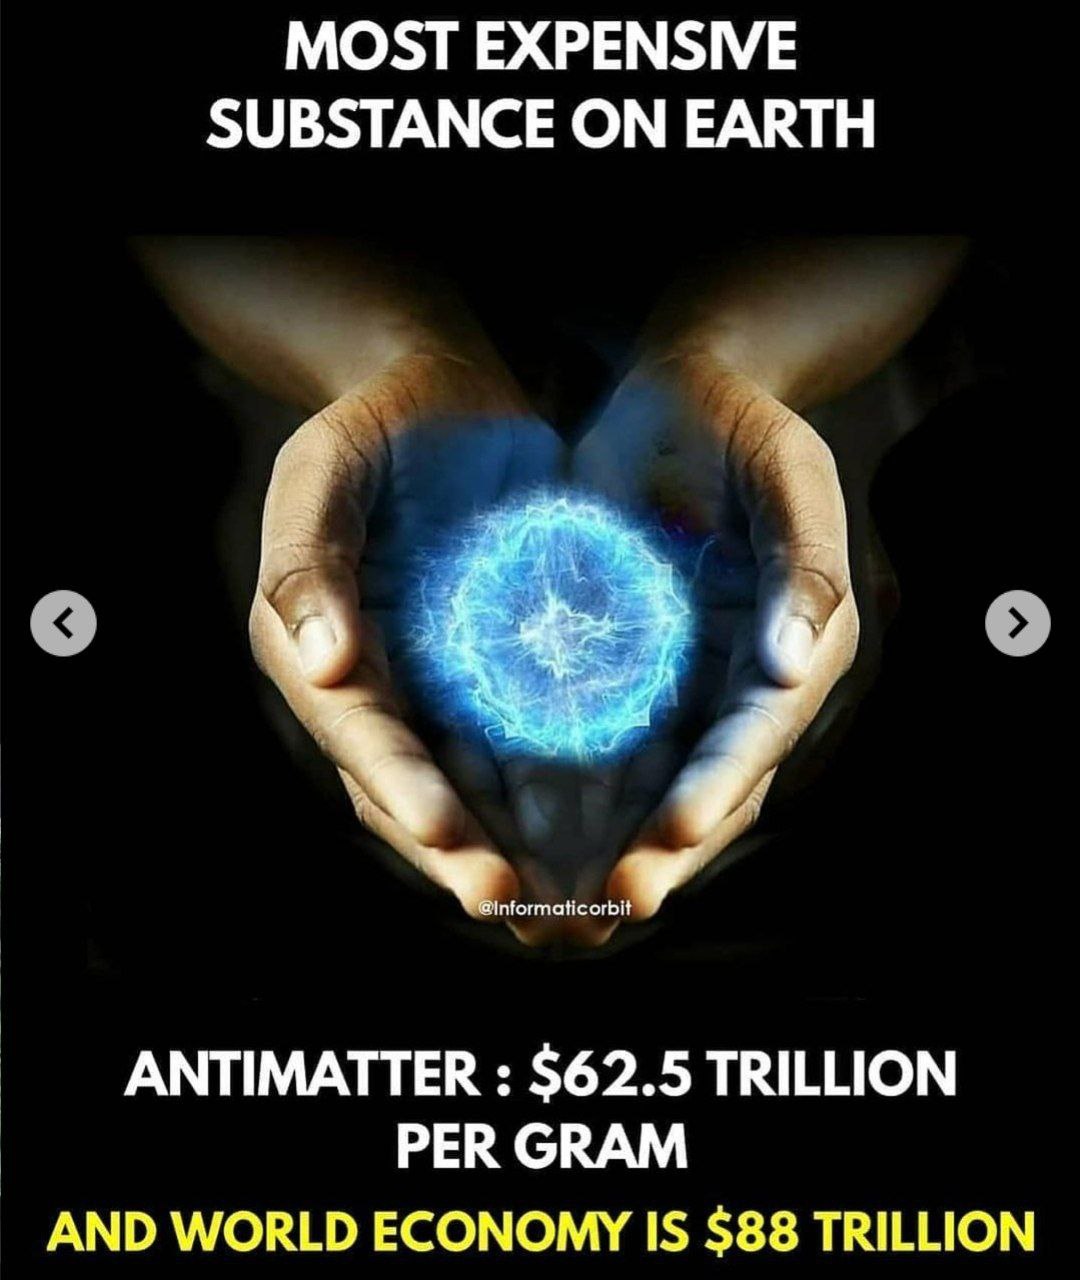 MOST EXPENSIVE
SUBSTANCE ON EARTH
@Informaticorbit
ANTIMATTER : $62.5 TRILLION
PER GRAM
AND WORLD ECONOMY IS $88 TRILLION